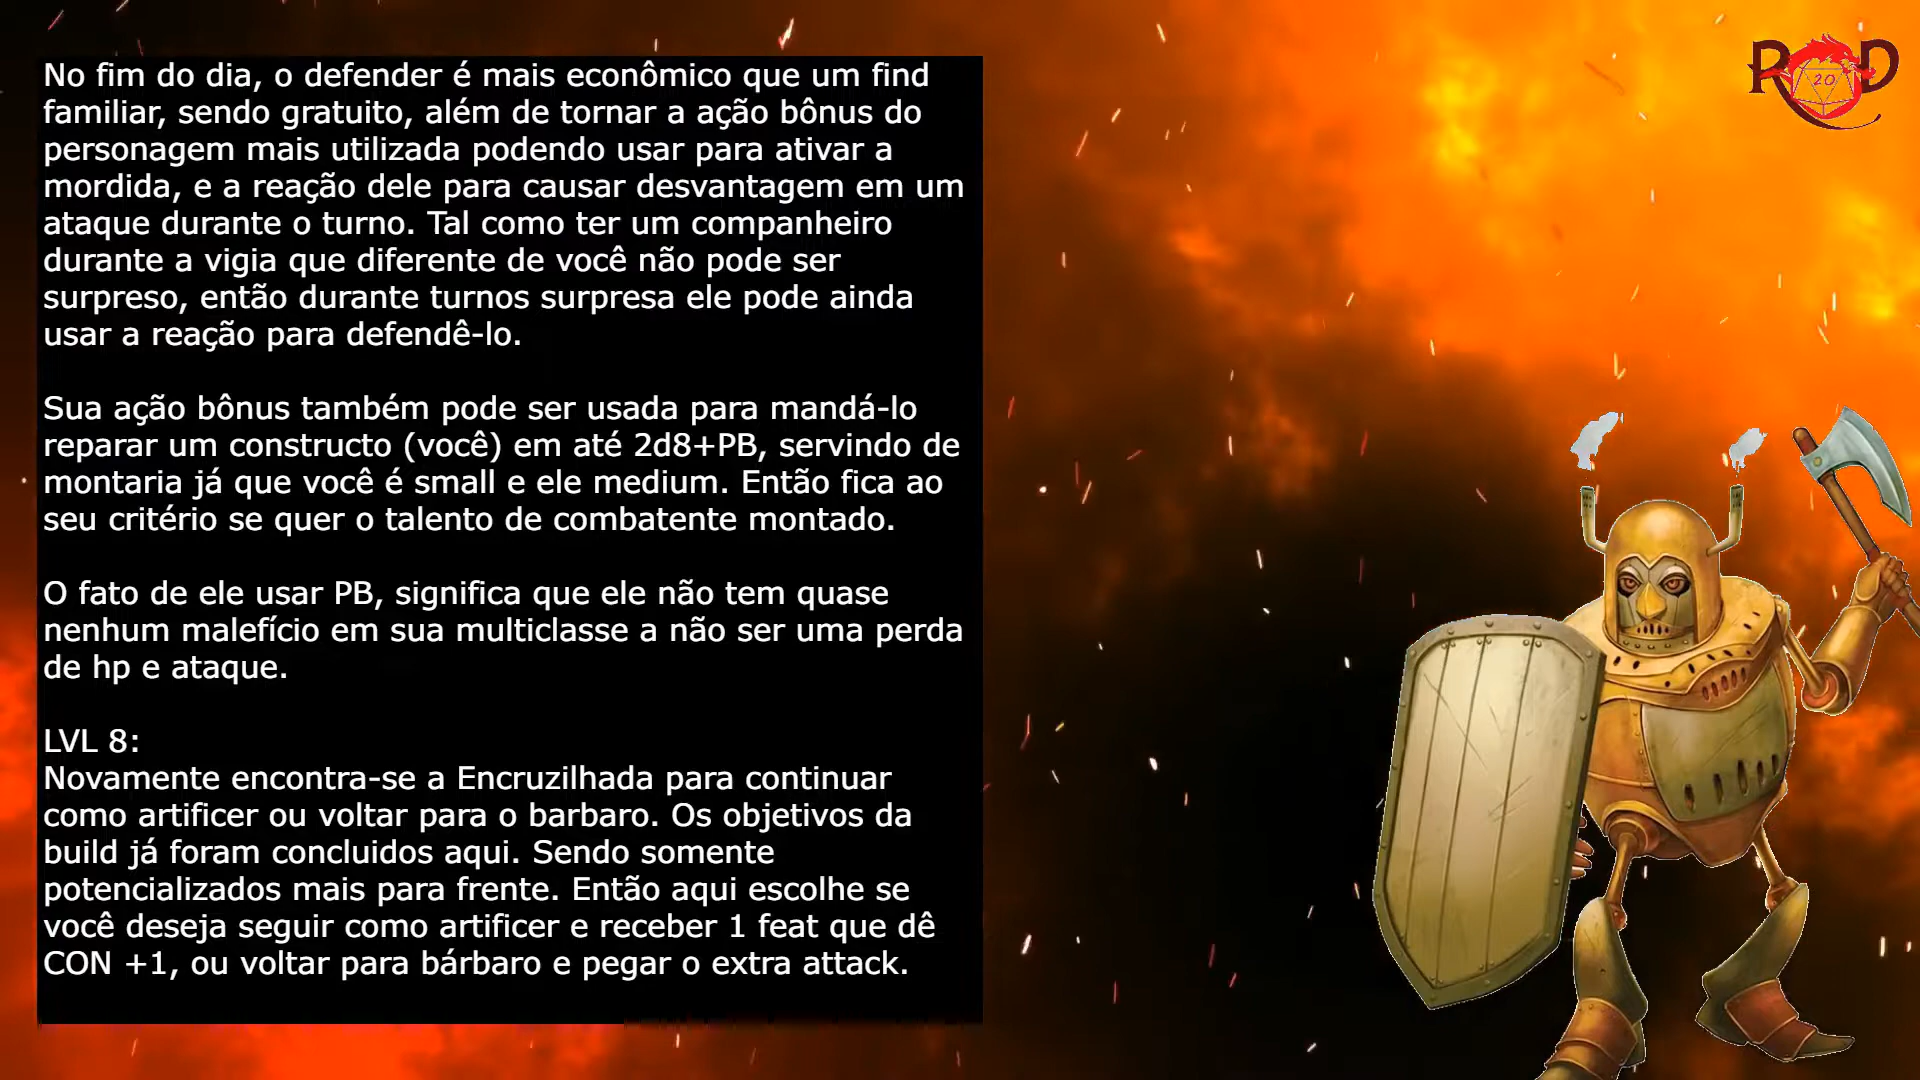 No fim do dia, o defender é mais econômico que um find
familiar, sendo gratuito, além de tornar a ação bônus do
personagem mais utilizada podendo usar para ativar a
mordida, e a reação dele para causar desvantagem em um
ataque durante o turno. Tal como ter um companheiro
durante a vigia que diferente de você não pode ser
surpreso, então durante turnos surpresa ele pode ainda
usar a reação para defendê-lo.
Sua ação bônus também pode ser usada para mandá-lo
reparar um constructo (você) em até 2d8+PB, servindo de
montaria já que você é small e ele medium. Então fica ao
seu critério se quer o talento de combatente montado.
O fato de ele usar PB, significa que ele não tem quase
nenhum malefício em sua multiclasse a não ser uma perda
de hp e ataque.
LVL 8:
Novamente encontra-se a Encruzilhada para continuar
como artificer ou voltar para o barbaro. Os objetivos da
build já foram concluidos aqui. Sendo somente
potencializados mais para frente. Então aqui escolhe se
você deseja seguir como artificer e receber 1 feat que dê
CON +1, ou voltar para bárbaro e pegar o extra attack.
R 20 D